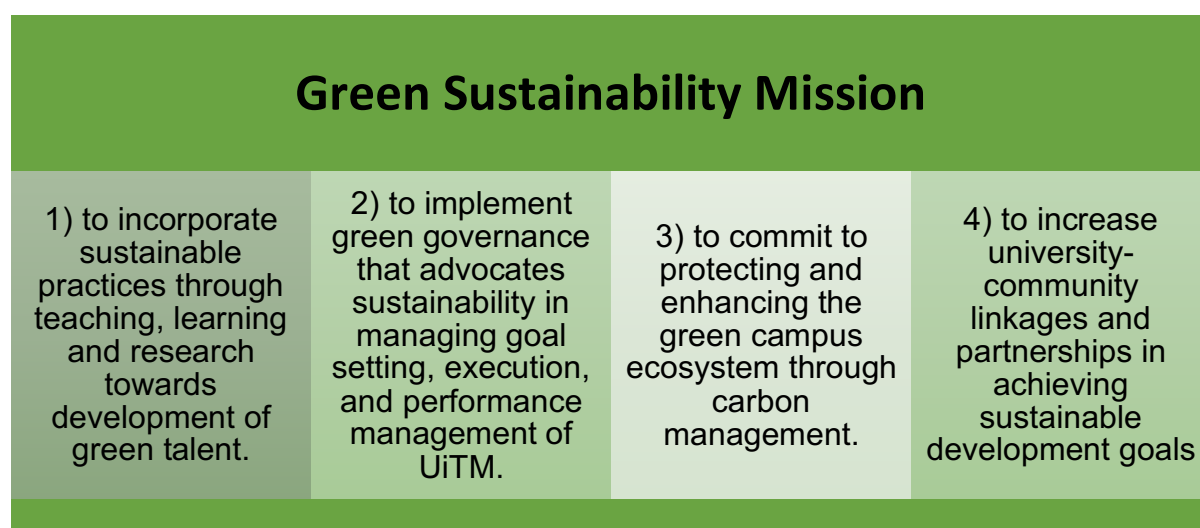 Green Sustainability Mission
1) to incorporate
sustainable
practices through
teaching, learning
and research
towards
development of
green talent.
2) to implement
green governance
that advocates
sustainability in
managing goal
setting, execution,
and performance
management of
UiTM.
3) to commit to
protecting and
enhancing the
green campus
ecosystem through
carbon
management.
4) to increase
university-
community
linkages and
partnerships in
achieving
sustainable
development goals